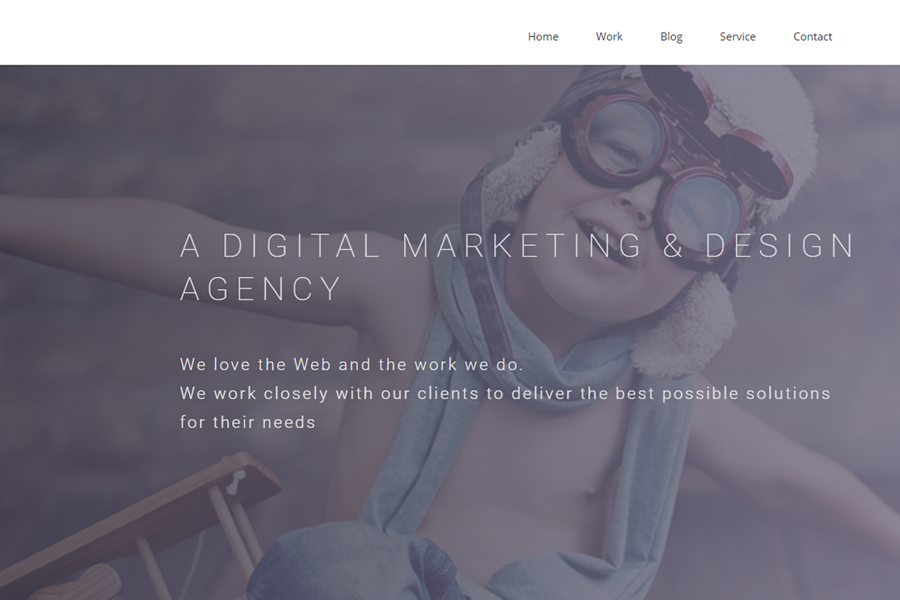 Home Work Blog Service Contact
A DIGITAL MARKETING & DESIGN
AGENCY
We love the Web and the work we do.
We work closely with our clients to deliver the best possible solutions
for their needs